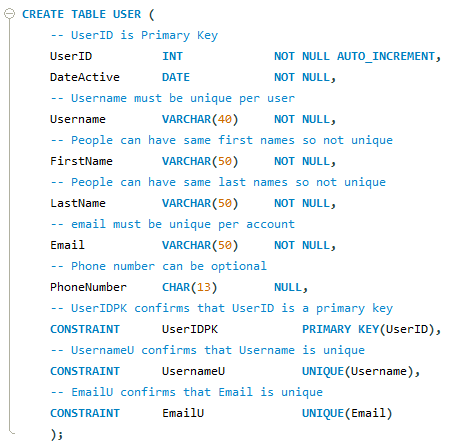 CREATE TABLE USER (
-- UserID is Primary Key
UserID INT NOT NULL AUTO_INCREMENT,
DateActive DATE NOT NULL,
-- Username must be unique per user
Username VARCHAR(40) NOT NULL,
-- People can have same first names so not unique
FirstName VARCHAR(50) NOT NULL,
-- People can have same last names so not unique
LastName VARCHAR(50) NOT NULL,
-- email must be unique per account
Email VARCHAR(50) NOT NULL,
-- Phone number can be optional
PhoneNumber CHAR(13) NULL,
-- UserIDPK confirms that UserID is a primary key
CONSTRAINT UserIDPK PRIMARY KEY(UserID),
-- UsernameU confirms that Username is unique
CONSTRAINT UsernameU UNIQUE(Username),
-- EmailU confirms that Email is unique
CONSTRAINT EmailU UNIQUE(Email)
);